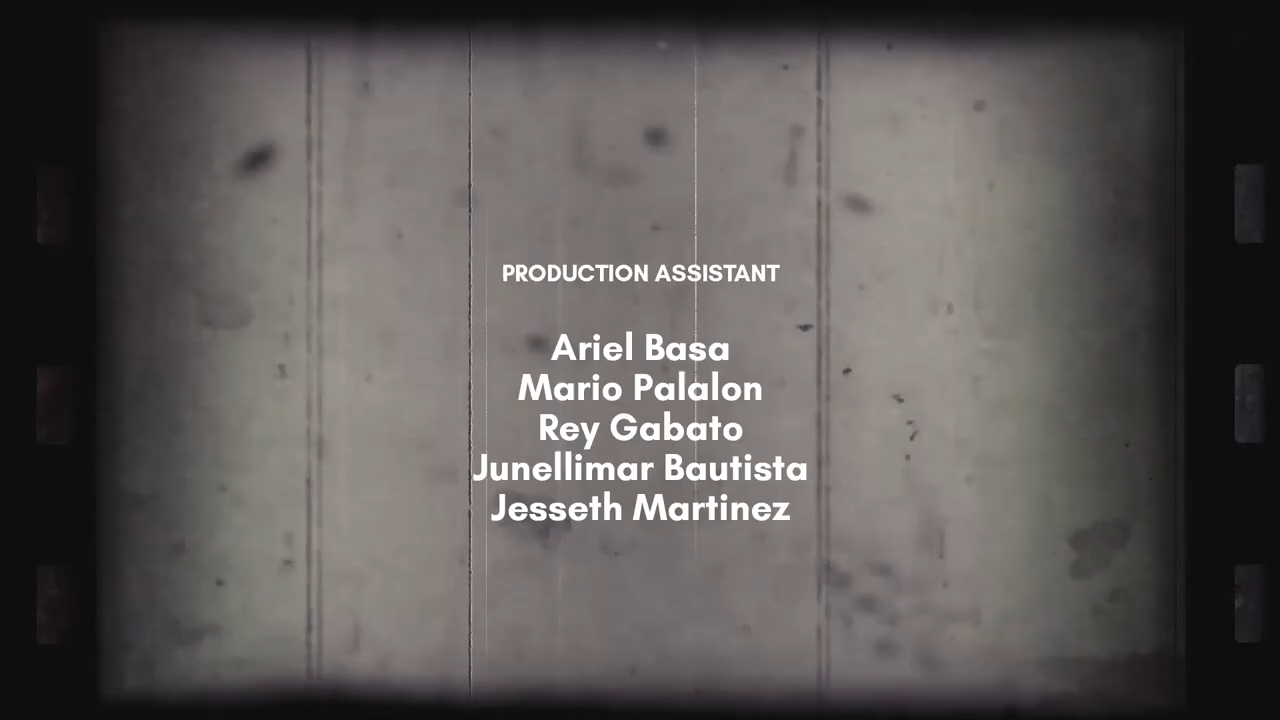 PRODUCTION ASSISTANT
Ariel Basa
Mario Palalon
Rey Gabato
Junellimar Bautista
Jesseth Martinez